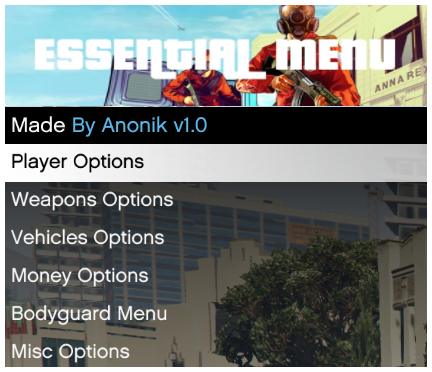 ESSENTIAL MENU
ANNA REX
Made By Anonik v1.0
Player Options
Weapons Options
Vehicles Options
Money Options
Bodyguard Menu
Misc Options